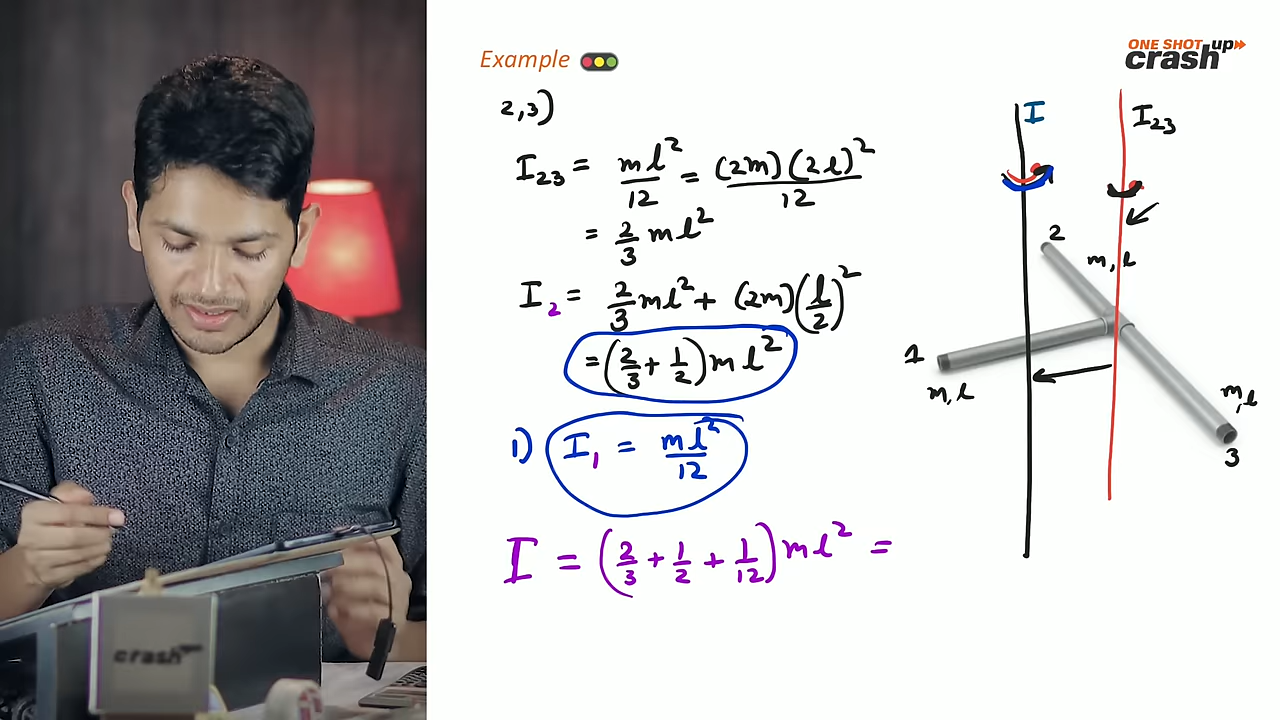 Example
ONE SHOT
crash up
2,3)
I₂₃ = ml²/12 = (2m)(2l)²/12
= 2/3 ml²
I₂ = 2/3 ml² + (2m)(l/2)²
= (2/3 + 1/2) ml²
1) I₁ = ml²/12
I = (2/3 + 1/2 + 1/12) ml² =
I
I₂₃
2
m, l
1
m, l
m, l
3
crash